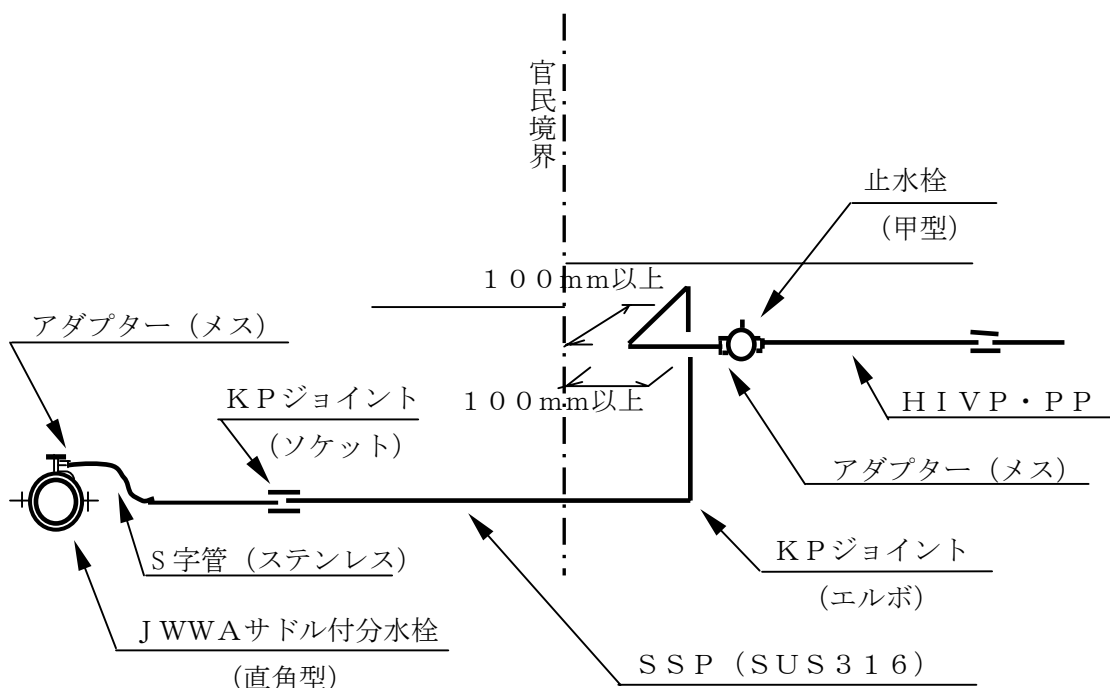 官民境界
止水栓
（甲型）
１００mm以上
アダプター（メス）
ＫＰジョイント
（ソケット）
１００mm以上
ＨＩＶＰ・ＰＰ
アダプター（メス）
Ｓ字管（ステンレス）
ＫＰジョイント
（エルボ）
ＪＷＷＡサドル付分水栓
（直角型）
ＳＳＰ（ＳＵＳ３１６）